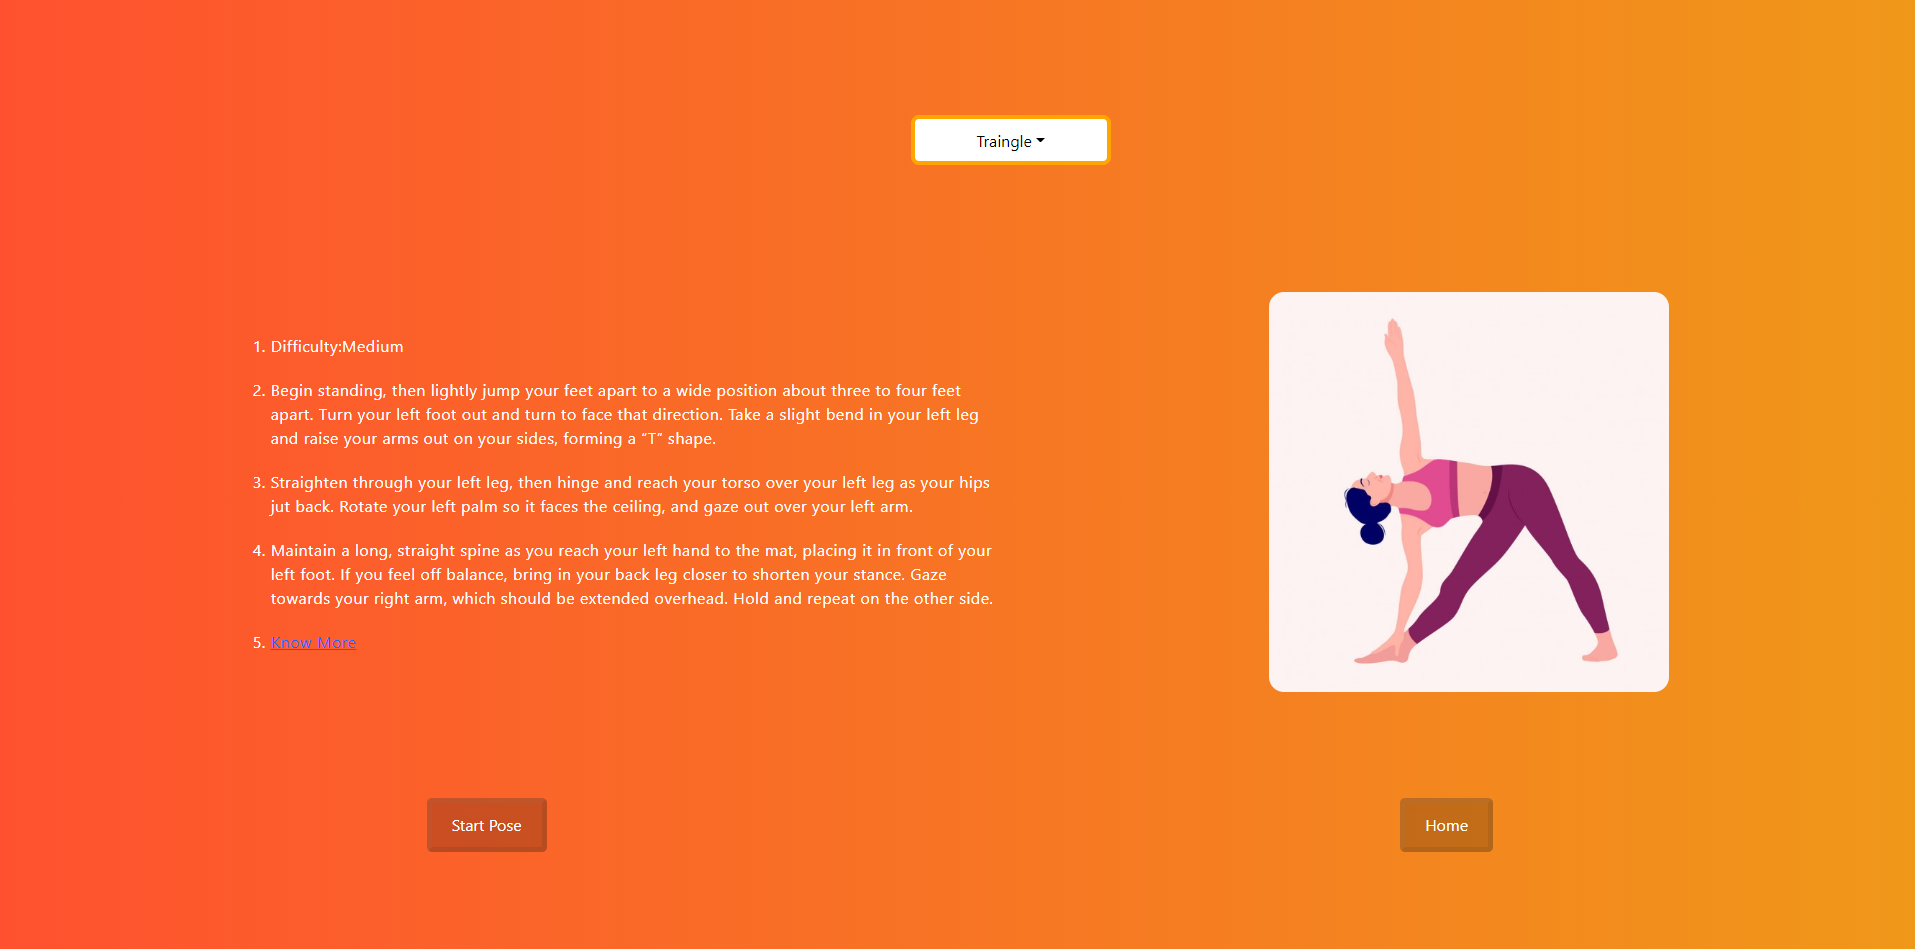 Traingle
1. Difficulty:Medium
2. Begin standing, then lightly jump your feet apart to a wide position about three to four feet
apart. Turn your left foot out and turn to face that direction. Take a slight bend in your left leg
and raise your arms out on your sides, forming a “T” shape.
3. Straighten through your left leg, then hinge and reach your torso over your left leg as your hips
jut back. Rotate your left palm so it faces the ceiling, and gaze out over your left arm.
4. Maintain a long, straight spine as you reach your left hand to the mat, placing it in front of your
left foot. If you feel off balance, bring in your back leg closer to shorten your stance. Gaze
towards your right arm, which should be extended overhead. Hold and repeat on the other side.
5. Know More
Start Pose
Home